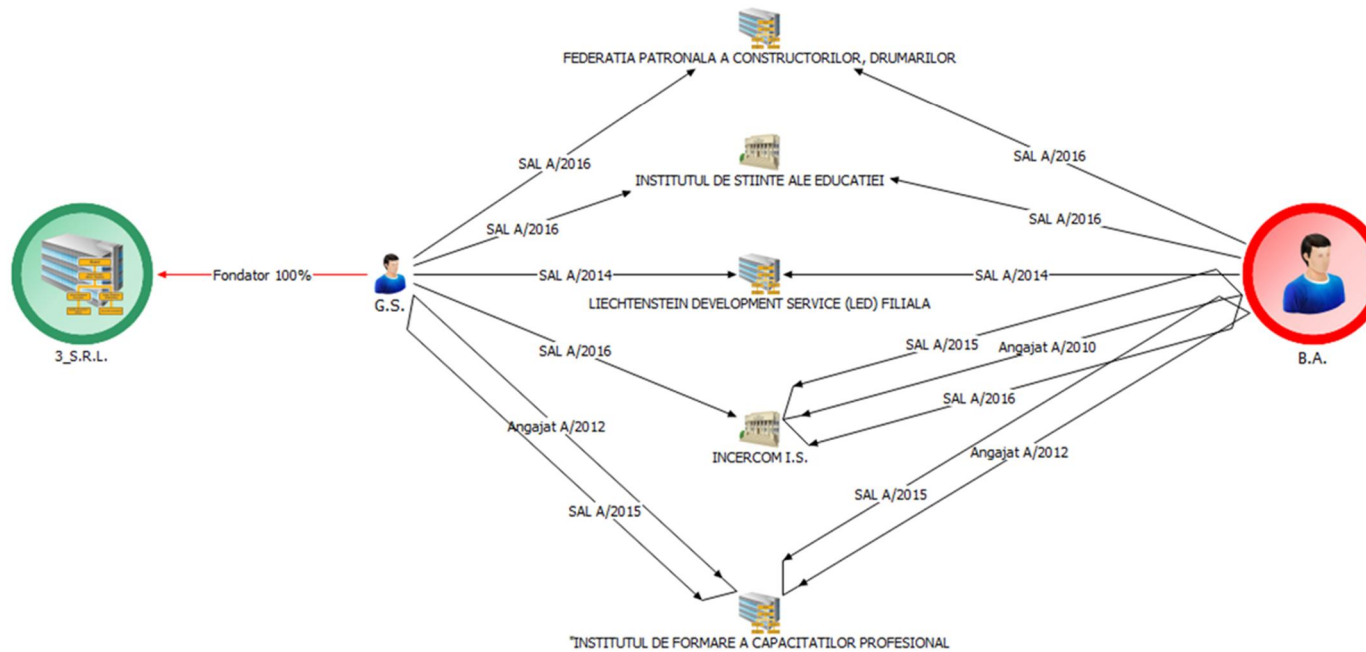 FEDERATIA PATRONALA A CONSTRUCTORILOR, DRUMARILOR
SAL A/2016
SAL A/2016
INSTITUTUL DE STIINTE ALE EDUCATIEI
SAL A/2016
SAL A/2016
Fondator 100%
SAL A/2014
SAL A/2014
LIECHTENSTEIN DEVELOPMENT SERVICE (LED) FILIALA
G.S.
3_S.R.L.
B.A.
SAL A/2016
SAL A/2015
Angajat A/2010
SAL A/2016
Angajat A/2012
INCERCOM I.S.
Angajat A/2012
SAL A/2015
SAL A/2015
"INSTITUTUL DE FORMARE A CAPACITATILOR PROFESIONAL